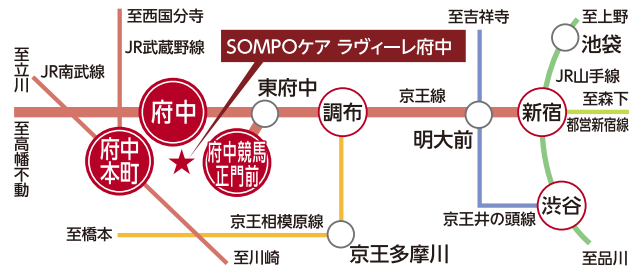 至西国分寺
至吉祥寺
至上野
JR武蔵野線
SOMPOケア ラヴィーレ府中
池袋
至立川
JR南武線
JR山手線
東府中
京王線
至森下
府中
調布
新宿
都営新宿線
明大前
至高幡不動
府中
本町
府中競馬
正門前
渋谷
京王相模原線
京王井の頭線
至橋本
京王多摩川
至川崎
至品川